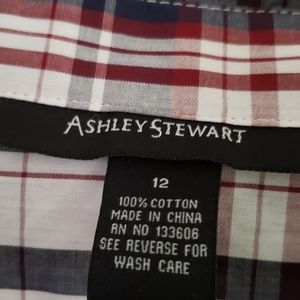 ASHLEY STEWART
12
100% COTTON
MADE IN CHINA
RN NO 133606
SEE REVERSE FOR
WASH CARE